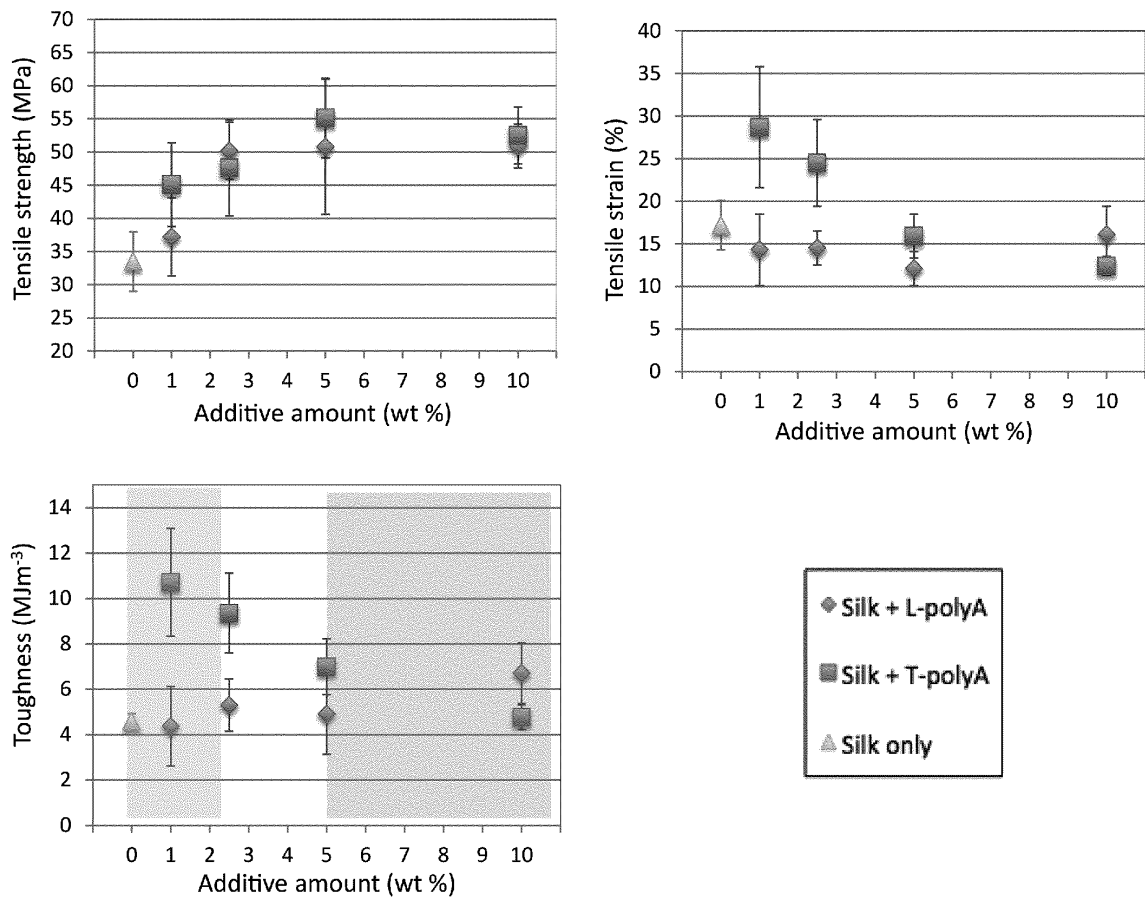 Tensile strength (MPa)
70
65
60
55
50
45
40
35
30
25
20
0 1 2 3 4 5 6 7 8 9 10
Additive amount (wt %)
Tensile strain (%)
40
35
30
25
20
15
10
5
0
0 1 2 3 4 5 6 7 8 9 10
Additive amount (wt %)
Toughness (MJm⁻³)
14
12
10
8
6
4
2
0
0 1 2 3 4 5 6 7 8 9 10
Additive amount (wt %)
Silk + L-polyA
Silk + T-polyA
Silk only